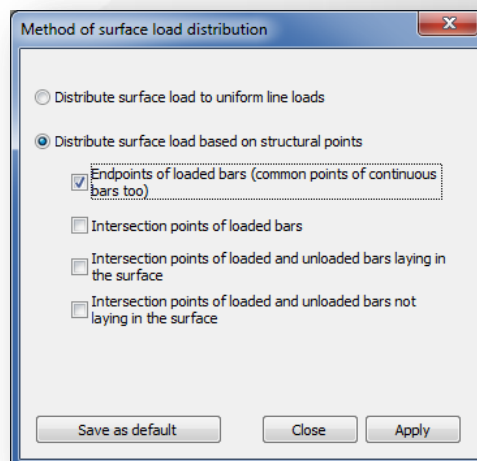 Method of surface load distribution
Distribute surface load to uniform line loads
Distribute surface load based on structural points
Endpoints of loaded bars (common points of continuous
bars too)
Intersection points of loaded bars
Intersection points of loaded and unloaded bars laying in
the surface
Intersection points of loaded and unloaded bars not
laying in the surface
Save as default
Close
Apply